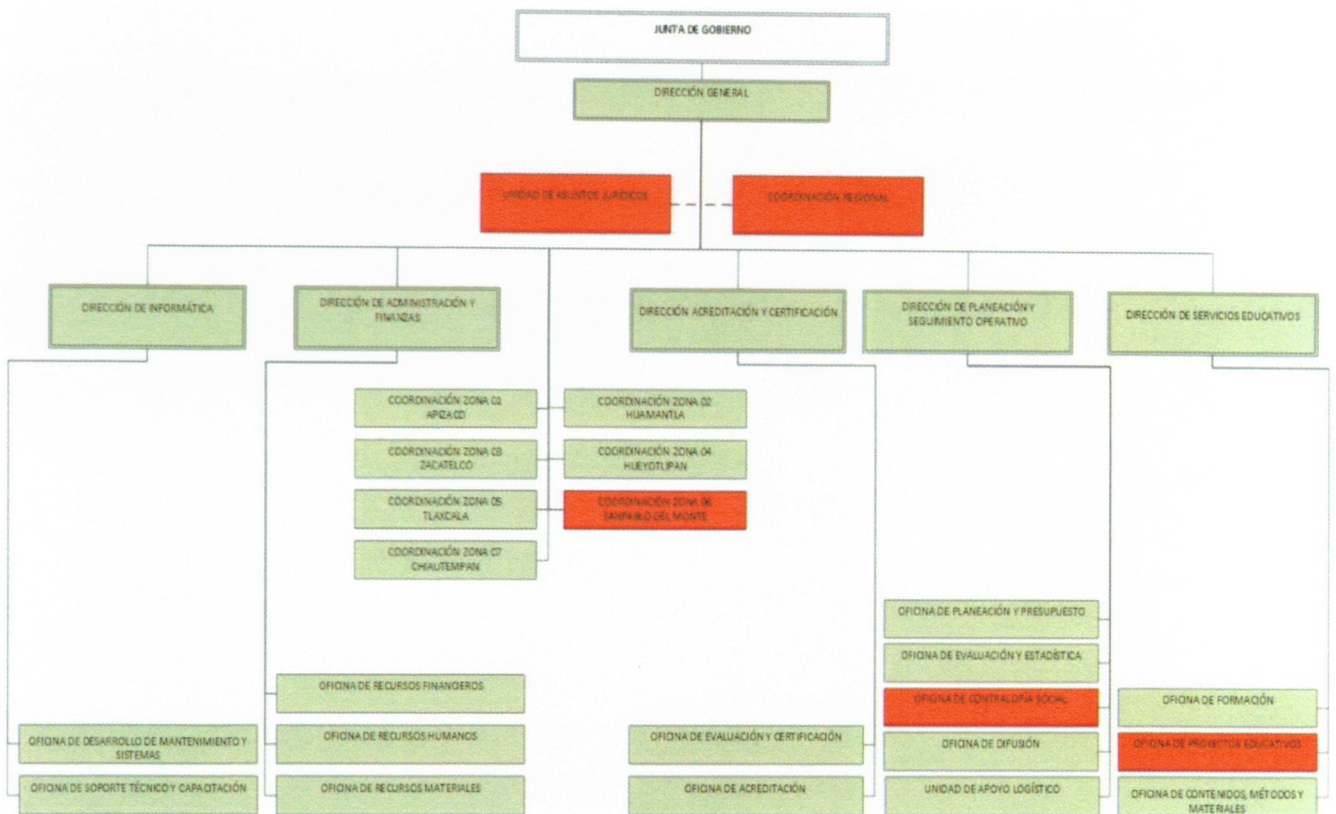 JUNTA DE GOBIERNO
DIRECCIÓN GENERAL
UNIDAD DE ASUNTOS JURÍDICOS
COORDINACIÓN REGIONAL
DIRECCIÓN DE INFORMÁTICA
DIRECCIÓN DE ADMINISTRACIÓN Y
FINANZAS
DIRECCIÓN ACREDITACIÓN Y CERTIFICACIÓN
DIRECCIÓN DE PLANEACIÓN Y
SEGUIMIENTO OPERATIVO
DIRECCIÓN DE SERVICIOS EDUCATIVOS
COORDINACIÓN ZONA 01
APIZACO
COORDINACIÓN ZONA 02
HUAMANTLA
COORDINACIÓN ZONA 03
ZACATELCO
COORDINACIÓN ZONA 04
HUEYOTLIPAN
COORDINACIÓN ZONA 05
TLAXCALA
COORDINACIÓN ZONA 06
SAN PABLO DEL MONTE
COORDINACIÓN ZONA 07
CHIAUTEMPAN
OFICINA DE DESARROLLO DE MANTENIMIENTO Y
SISTEMAS
OFICINA DE SOPORTE TÉCNICO Y CAPACITACIÓN
OFICINA DE RECURSOS FINANCIEROS
OFICINA DE RECURSOS HUMANOS
OFICINA DE RECURSOS MATERIALES
OFICINA DE EVALUACIÓN Y CERTIFICACIÓN
OFICINA DE ACREDITACIÓN
OFICINA DE PLANEACIÓN Y PRESUPUESTO
OFICINA DE EVALUACIÓN Y ESTADÍSTICA
OFICINA DE CONTRALORÍA SOCIAL
OFICINA DE DIFUSIÓN
UNIDAD DE APOYO LOGÍSTICO
OFICINA DE FORMACIÓN
OFICINA DE PROYECTOS EDUCATIVOS
OFICINA DE CONTENIDOS, MÉTODOS Y
MATERIALES